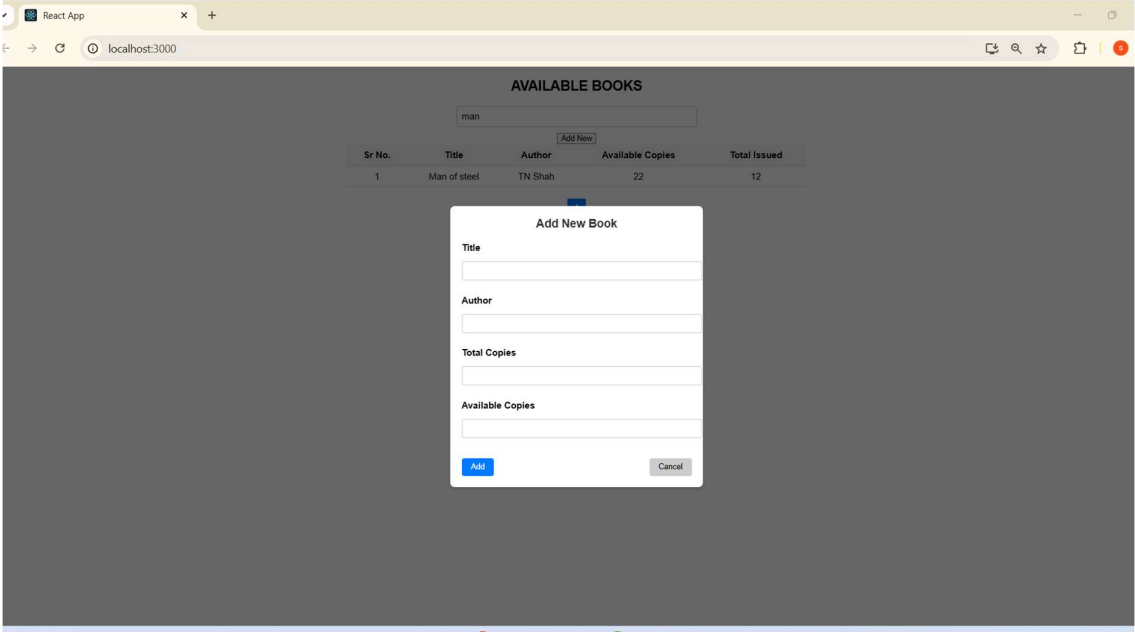 React App
localhost:3000
S
AVAILABLE BOOKS
man
Add New
Sr No. Title Author Available Copies Total Issued
1 Man of steel TN Shah 22 12
Add New Book
Title
Author
Total Copies
Available Copies
Add Cancel